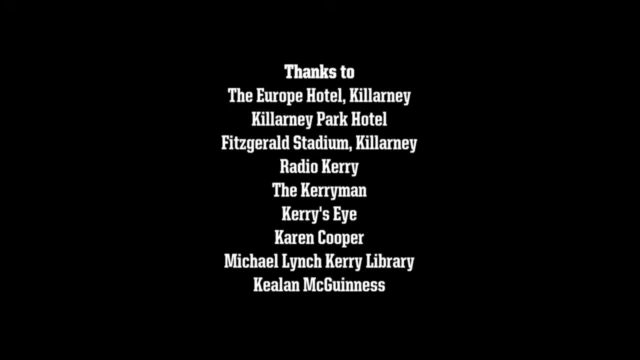 Thanks to
The Europe Hotel, Killarney
Killarney Park Hotel
Fitzgerald Stadium, Killarney
Radio Kerry
The Kerryman
Kerry's Eye
Karen Cooper
Michael Lynch Kerry Library
Kealan McGuinness